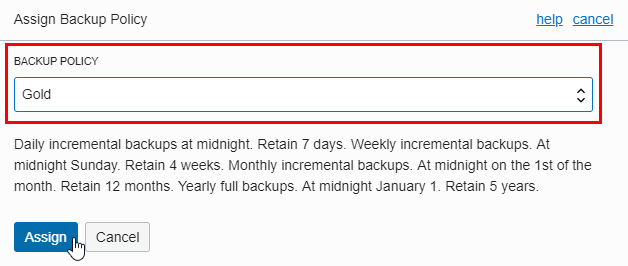 Assign Backup Policy help cancel
BACKUP POLICY
Gold
Daily incremental backups at midnight. Retain 7 days. Weekly incremental backups. At
midnight Sunday. Retain 4 weeks. Monthly incremental backups. At midnight on the 1st of the
month. Retain 12 months. Yearly full backups. At midnight January 1. Retain 5 years.
Assign Cancel